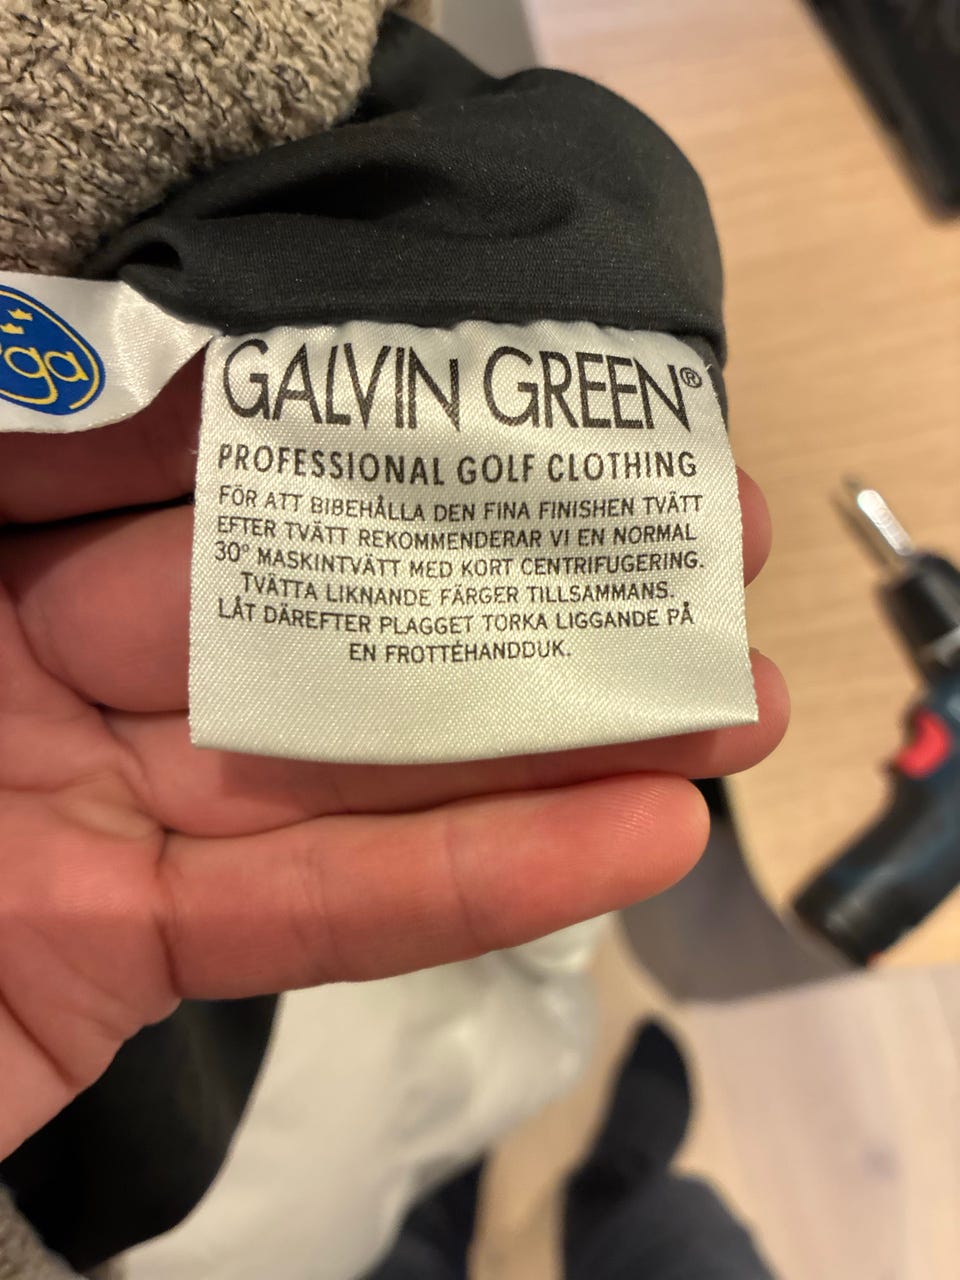 GALVIN GREEN®
PROFESSIONAL GOLF CLOTHING
FÖR ATT BIBEHÅLLA DEN FINA FINISHEN TVÄTT
EFTER TVÄTT REKOMMENDERAR VI EN NORMAL
30° MASKINTVÄTT MED KORT CENTRIFUGERING.
TVÄTTA LIKNANDE FÄRGER TILLSAMMANS.
LÅT DÄREFTER PLAGGET TORKA LIGGANDE PÅ
EN FROTTÉHANDDUK.